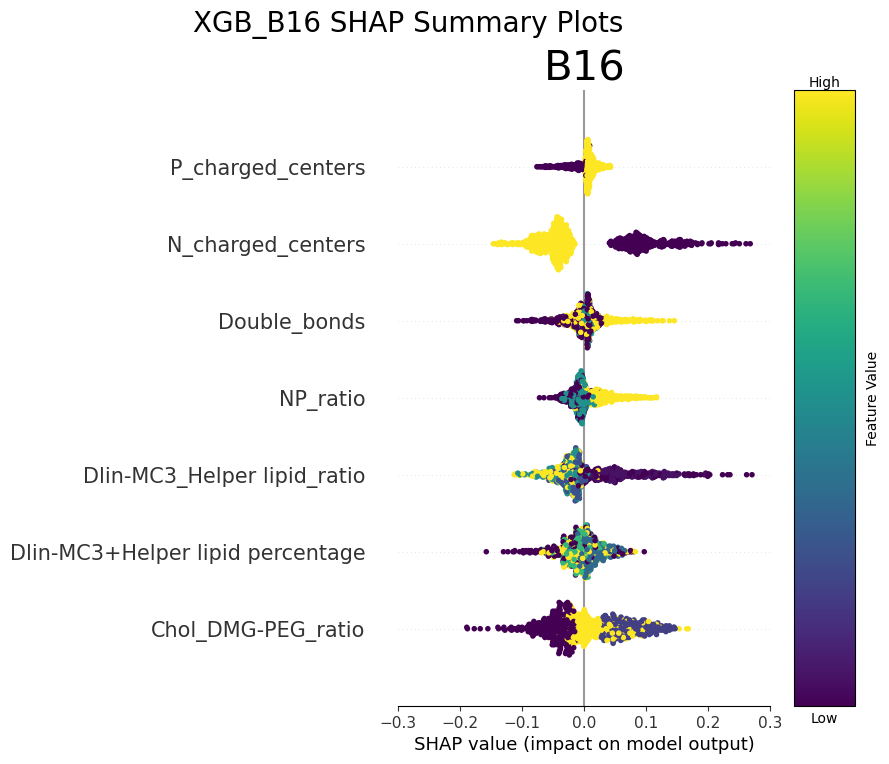 XGB_B16 SHAP Summary Plots
B16
High
P_charged_centers
N_charged_centers
Double_bonds
NP_ratio
Dlin-MC3_Helper lipid_ratio
Dlin-MC3+Helper lipid percentage
Chol_DMG-PEG_ratio
Feature Value
Low
−0.3 −0.2 −0.1 0.0 0.1 0.2 0.3
SHAP value (impact on model output)